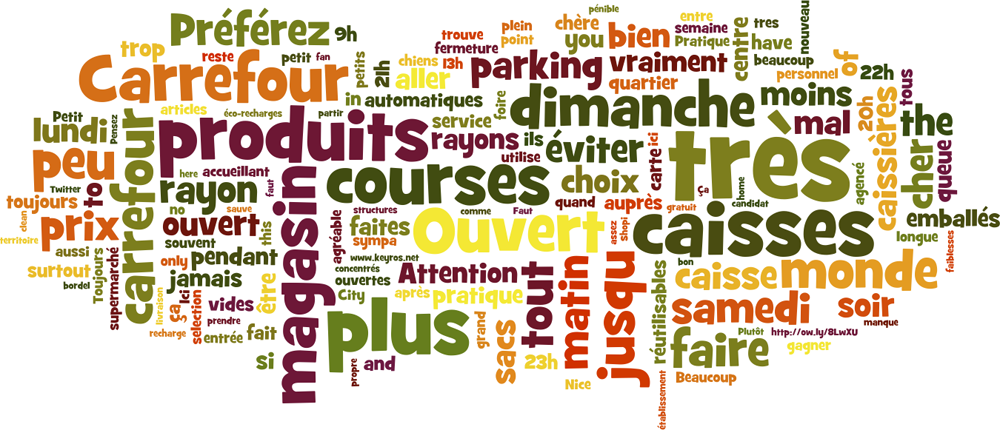 Préférez
9h
trop
reste
petit
fan
Carrefour
21h
petits
chiens
aller
trouve
fermeture
13h
chère
plein
point
pénible
you
bien
entre
semaine
Pratique
centre
tres
have
beaucoup
nouveau
parking
vraiment
quartier
personnel
of
22h
tous
Petit
lundi
Pensez
articles
éco-recharges
partir
in
automatiques
service
foire
dimanche
moins
mal
20h
caissières
the
carrefour
produits
rayons
ils
utilise
éviter
carte
ici
très
cher
queue
peu
Twitter
to
here
accueillant
rayon
faut
magasin
courses
choix
quand
auprès
Ça
gratuit
home
candidat
agencé
toujours
clean
territoire
prix
no
sauve
ouvert
this
agréable
structures
faites
sympa
comme
Faut
Ouvert
assez
shopi
caisses
emballés
longue
faiblesses
aussi
surtout
bordel
Toujours
supermarché
souvent
only
pendant
jamais
www.keyros.net
concentrés
ouvertes
Attention
tout
matin
jusqu
réutilisables
bon
caisse
monde
ça
Ici
livraison
recharge
selection
vides
prendre
entrée
fait
être
si
City
après
pratique
plus
grand
sacs
23h
Nice
samedi
soir
manque
faire
Plutôt
http://ow.ly/8LwXU
gagner
propre
and
établissement
Beaucoup